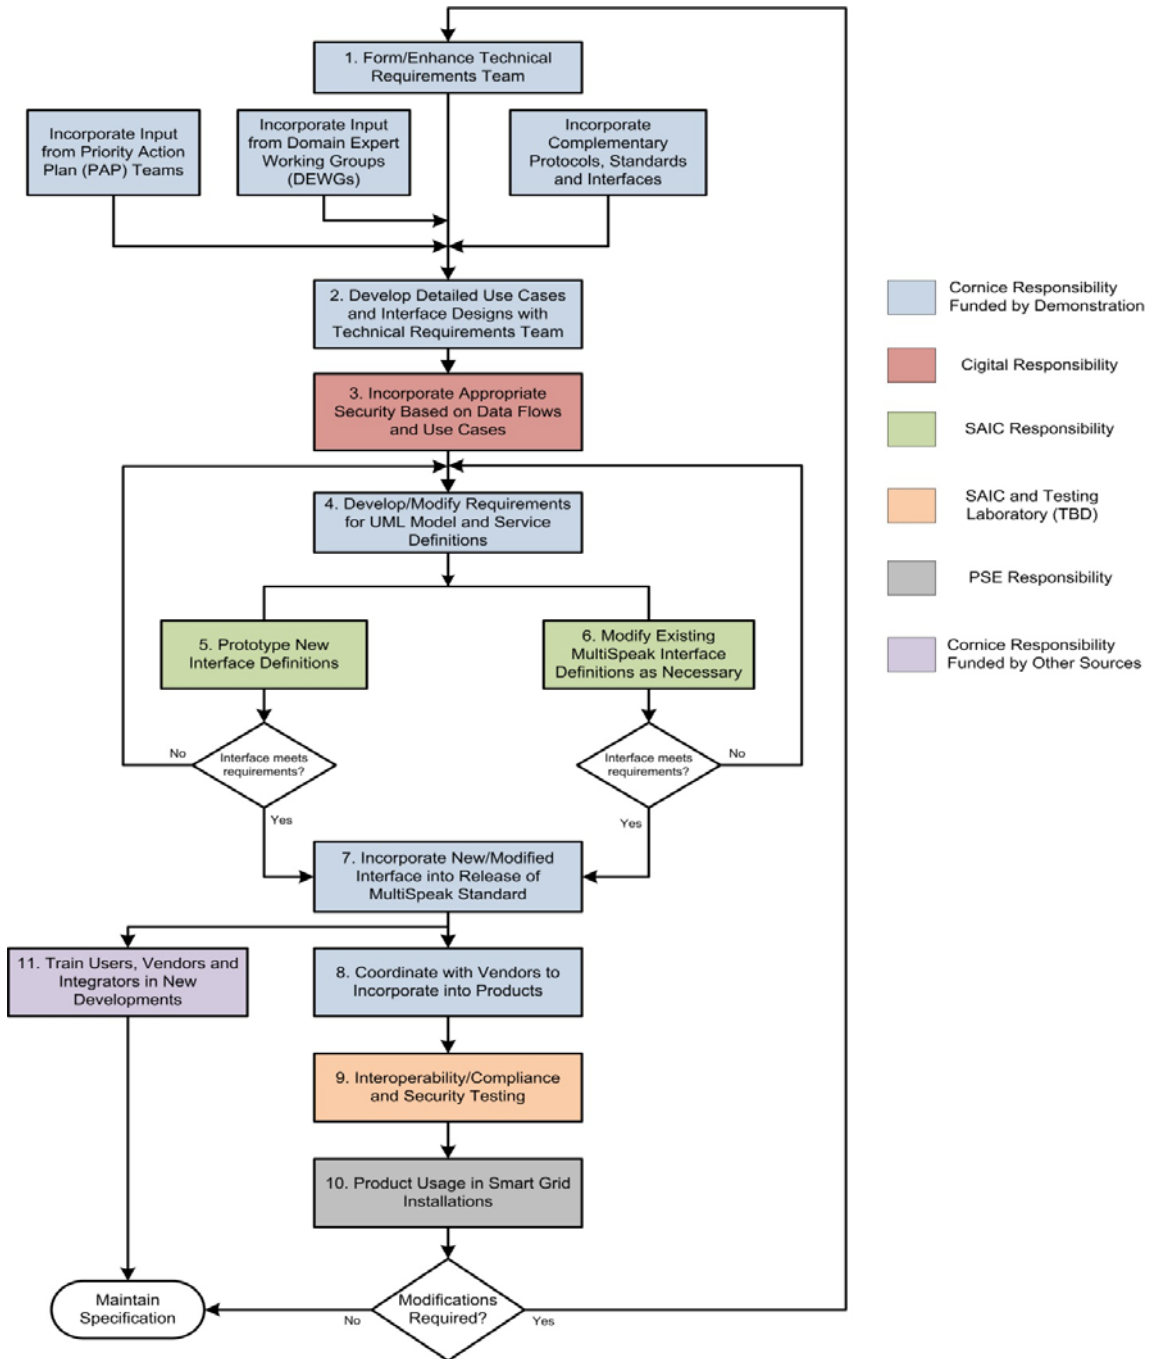 1. Form/Enhance Technical
Requirements Team
Incorporate Input
from Priority Action
Plan (PAP) Teams
Incorporate Input
from Domain Expert
Working Groups
(DEWGs)
Incorporate
Complementary
Protocols, Standards
and Interfaces
2. Develop Detailed Use Cases
and Interface Designs with
Technical Requirements Team
3. Incorporate Appropriate
Security Based on Data Flows
and Use Cases
4. Develop/Modify Requirements
for UML Model and Service
Definitions
5. Prototype New
Interface Definitions
6. Modify Existing
MultiSpeak Interface
Definitions as Necessary
No
Interface meets
requirements?
Yes
Interface meets
requirements?
No
Yes
7. Incorporate New/Modified
Interface into Release of
MultiSpeak Standard
11. Train Users, Vendors and
Integrators in New
Developments
8. Coordinate with Vendors to
Incorporate into Products
9. Interoperability/Compliance
and Security Testing
10. Product Usage in Smart Grid
Installations
Maintain
Specification
No
Modifications
Required?
Yes
Cornice Responsibility
Funded by Demonstration
Cigital Responsibility
SAIC Responsibility
SAIC and Testing
Laboratory (TBD)
PSE Responsibility
Cornice Responsibility
Funded by Other Sources